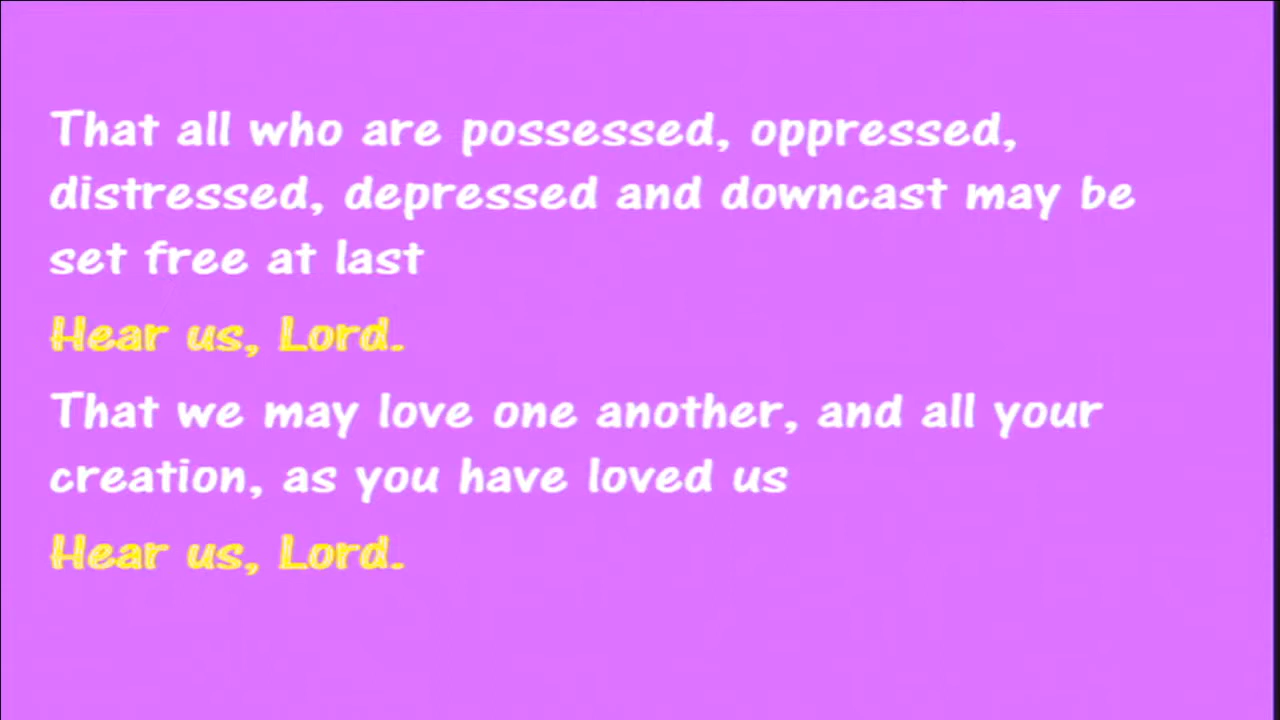 That all who are possessed, oppressed,
distressed, depressed and downcast may be
set free at last
Hear us, Lord.
That we may love one another, and all your
creation, as you have loved us
Hear us, Lord.